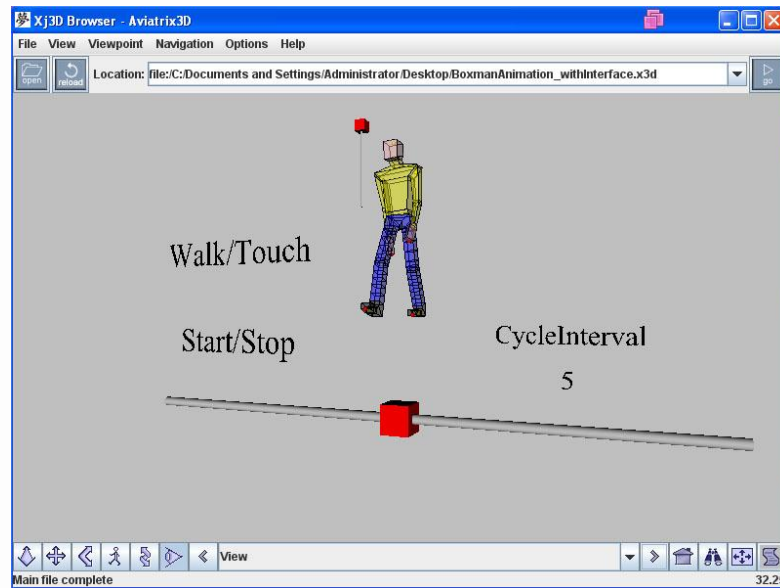 夢 Xj3D Browser - Aviatrix3D
File View Viewpoint Navigation Options Help
open reload Location: file:/C:/Documents and Settings/Administrator/Desktop/BoxmanAnimation_withInterface.x3d go
Walk/Touch
Start/Stop
CycleInterval
5
View
Main file complete 32.2